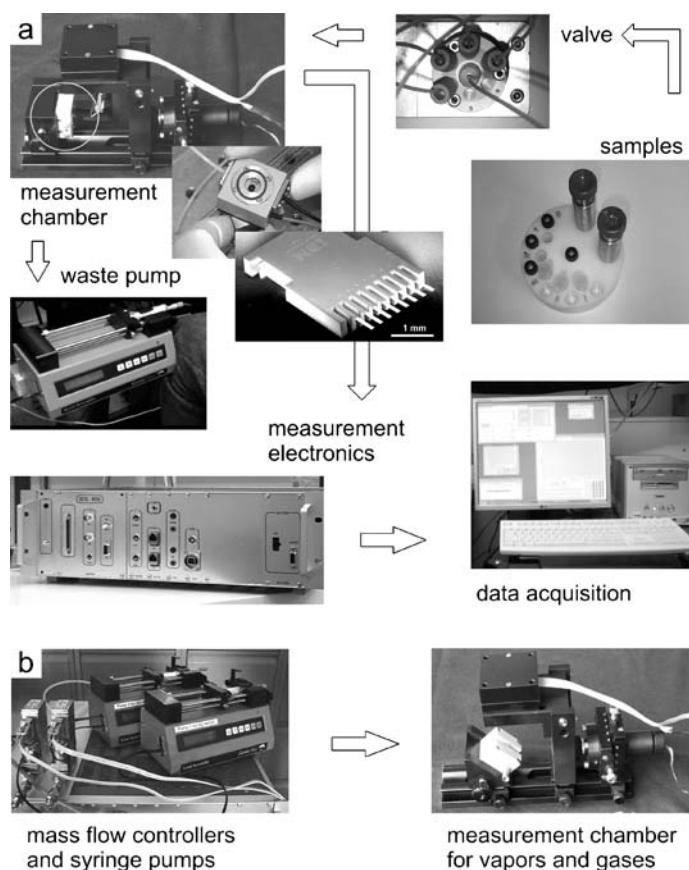 a
valve
samples
measurement
chamber
waste pump
1 mm
measurement
electronics
data acquisition
b
mass flow controllers
and syringe pumps
measurement chamber
for vapors and gases